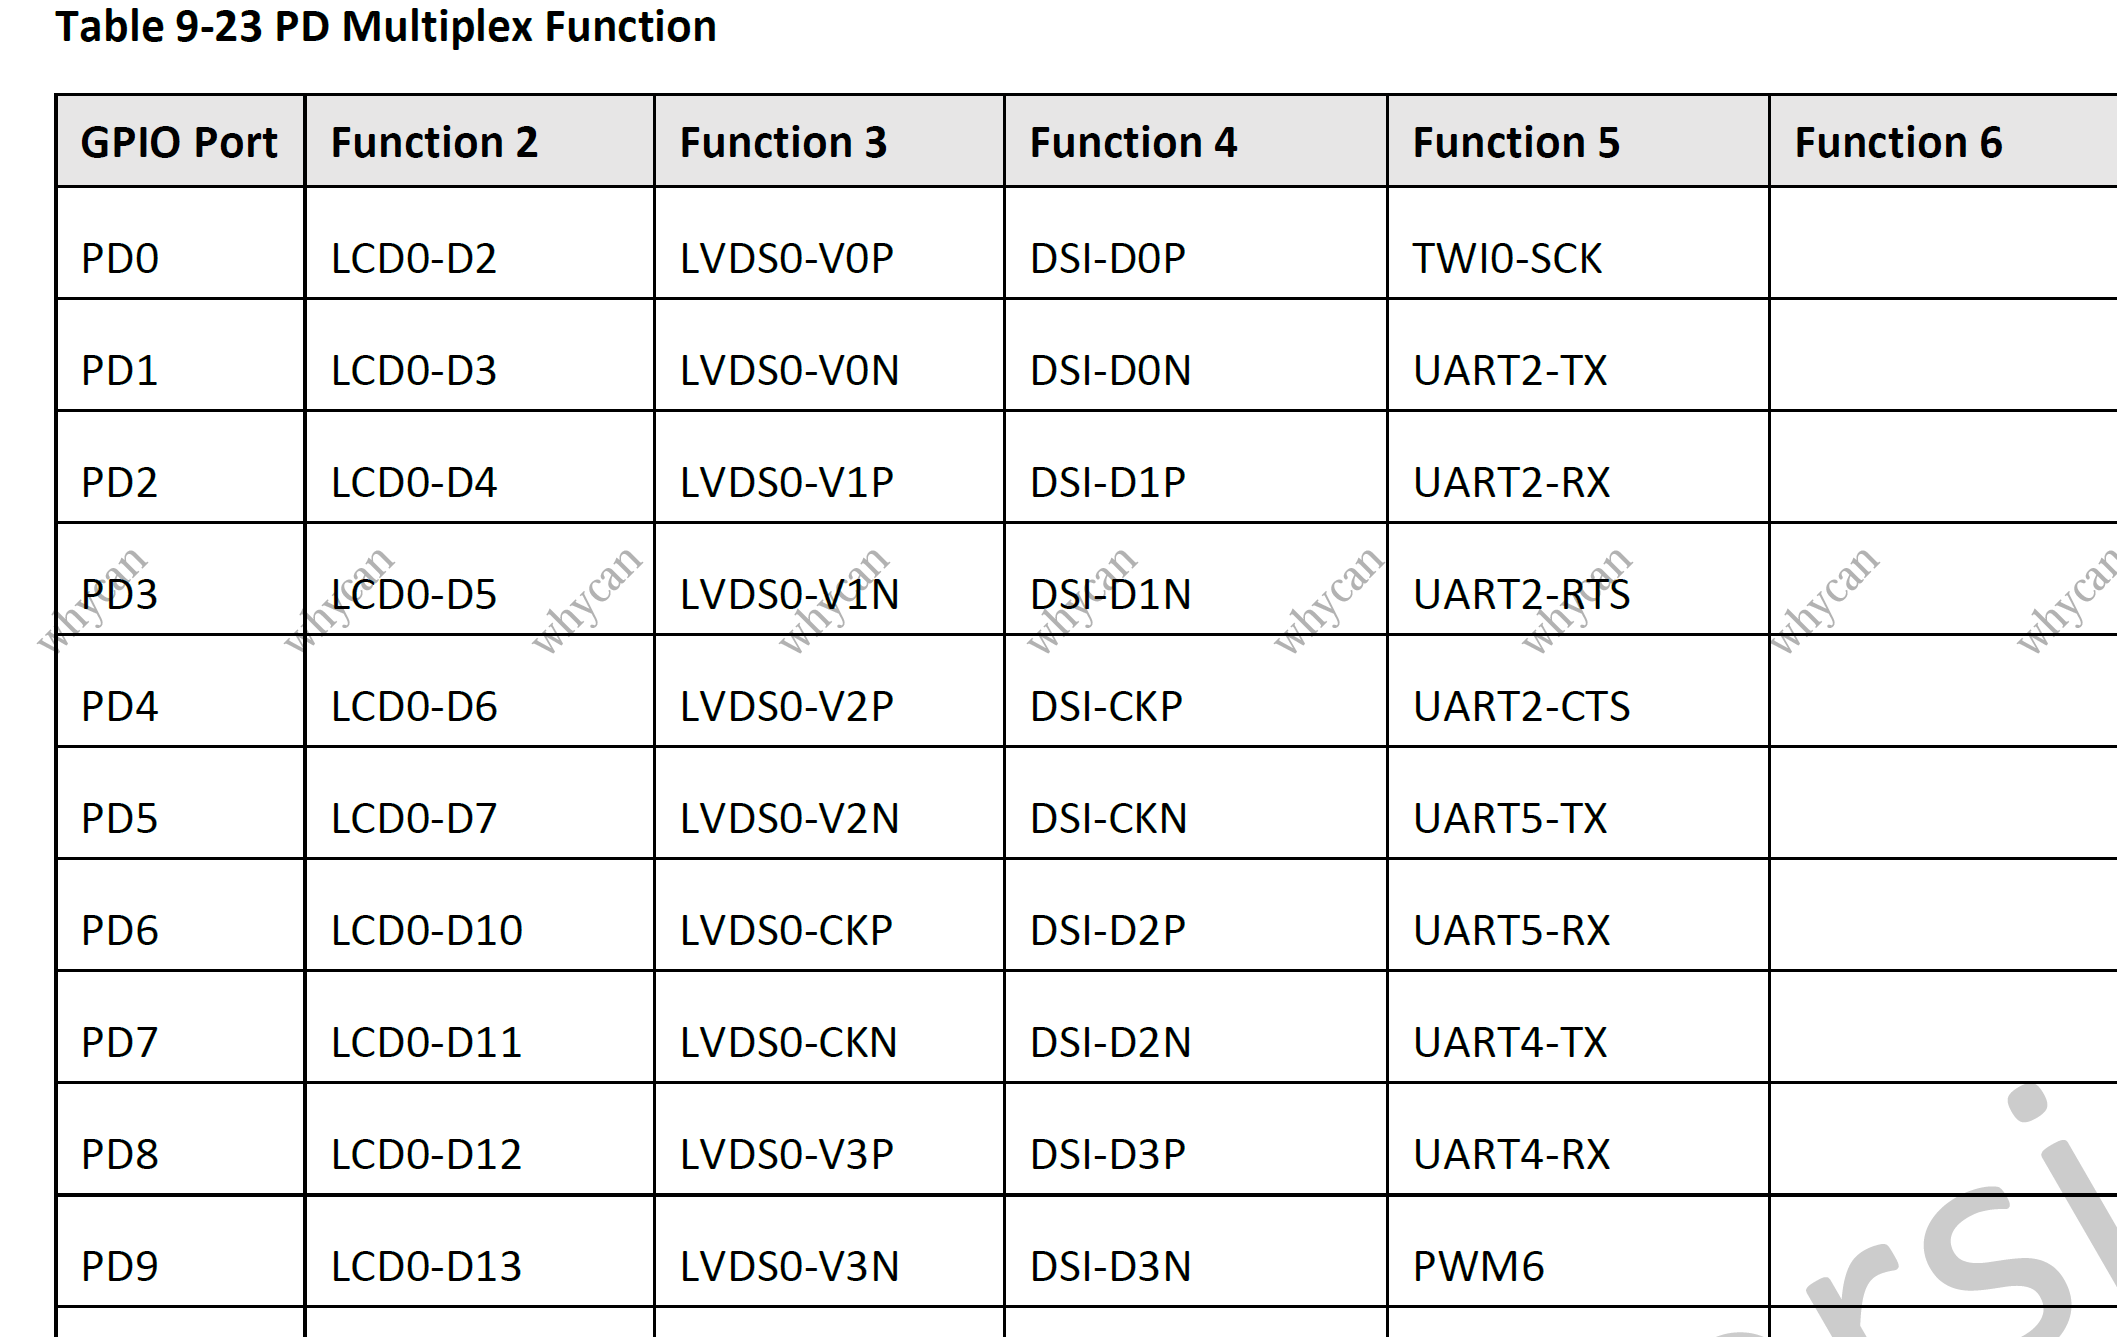 Table 9-23 PD Multiplex Function
GPIO Port Function 2 Function 3 Function 4 Function 5 Function 6
PD0 LCD0-D2 LVDS0-V0P DSI-D0P TWI0-SCK
PD1 LCD0-D3 LVDS0-V0N DSI-D0N UART2-TX
PD2 LCD0-D4 LVDS0-V1P DSI-D1P UART2-RX
PD3 LCD0-D5 LVDS0-V1N DSI-D1N UART2-RTS
whycan whycan whycan whycan whycan whycan whycan whycan whycan
PD4 LCD0-D6 LVDS0-V2P DSI-CKP UART2-CTS
PD5 LCD0-D7 LVDS0-V2N DSI-CKN UART5-TX
PD6 LCD0-D10 LVDS0-CKP DSI-D2P UART5-RX
PD7 LCD0-D11 LVDS0-CKN DSI-D2N UART4-TX
PD8 LCD0-D12 LVDS0-V3P DSI-D3P UART4-RX
PD9 LCD0-D13 LVDS0-V3N DSI-D3N PWM6